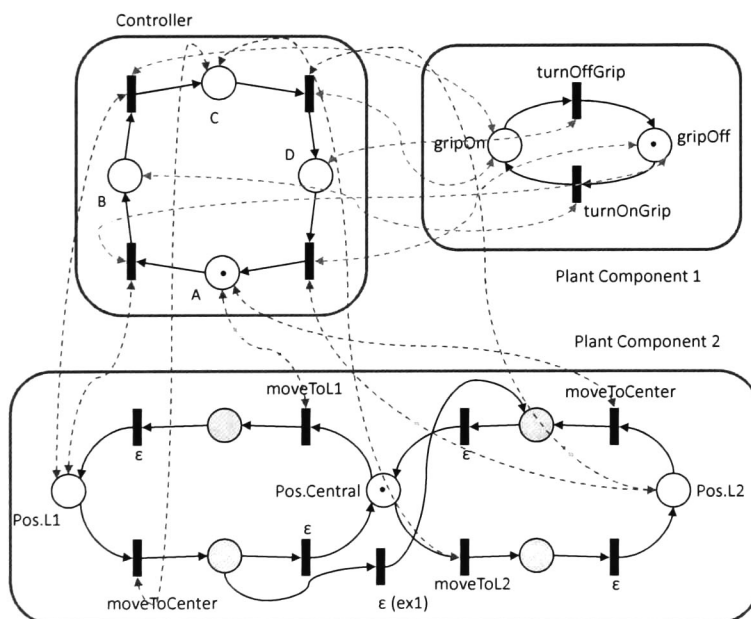 Controller
C
D
B
A
turnOffGrip
gripOn
gripOff
turnOnGrip
Plant Component 1
Plant Component 2
moveToL1
moveToCenter
ε
ε
Pos.L1
Pos.Central
Pos.L2
ε
moveToCenter
ε (ex1)
moveToL2
ε